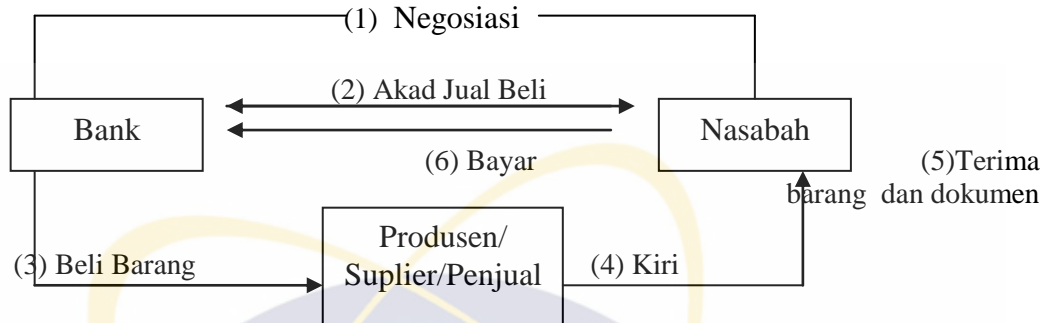 (1) Negosiasi
(2) Akad Jual Beli
Bank
Nasabah
(6) Bayar
(5)Terima
barang dan dokumen
Produsen/
Suplier/Penjual
(3) Beli Barang
(4) Kiri